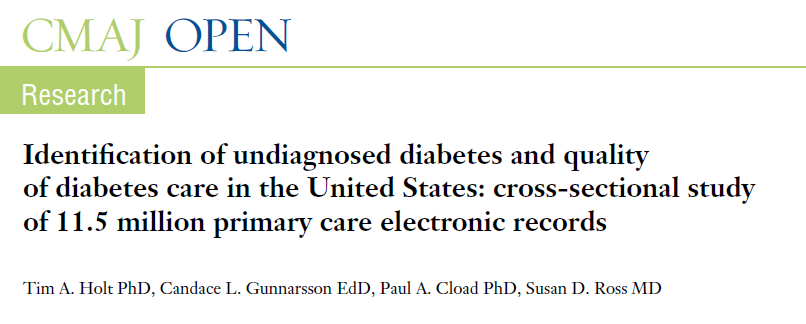 CMAJ OPEN
Research
Identification of undiagnosed diabetes and quality
of diabetes care in the United States: cross-sectional study
of 11.5 million primary care electronic records
Tim A. Holt PhD, Candace L. Gunnarsson EdD, Paul A. Cload PhD, Susan D. Ross MD